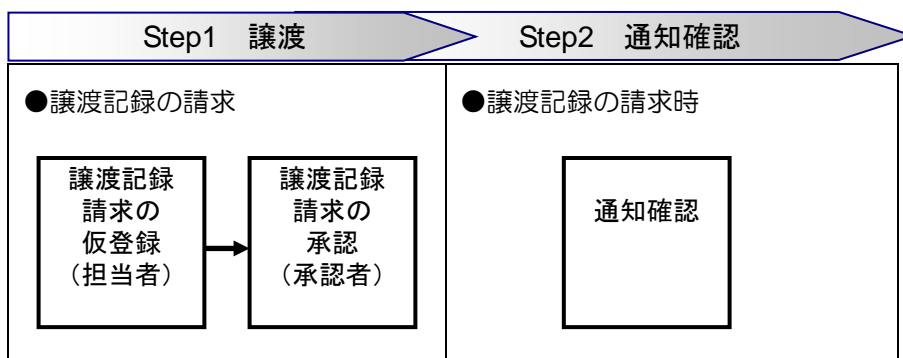 Step1 譲渡
Step2 通知確認
●譲渡記録の請求
●譲渡記録の請求時
譲渡記録
請求の
仮登録
（担当者）
譲渡記録
請求の
承認
（承認者）
通知確認